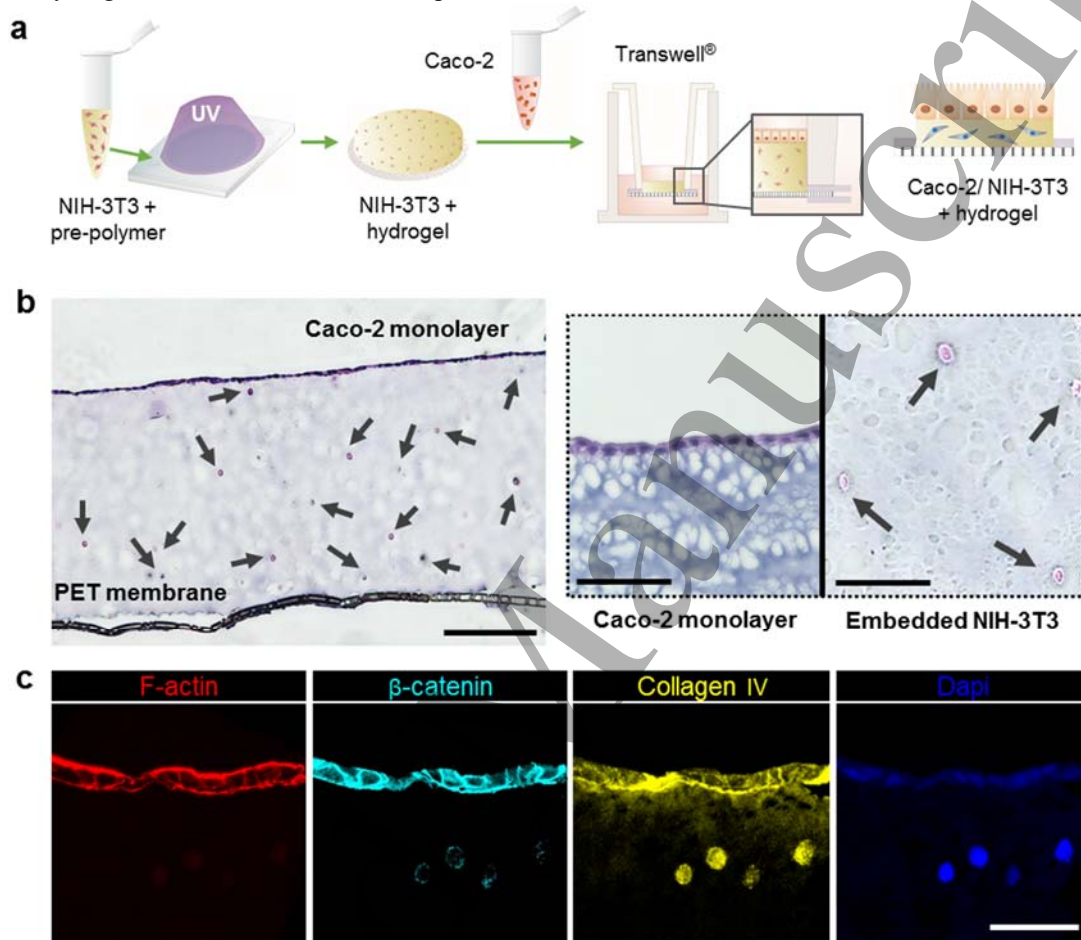 a
Caco-2
Transwell®
UV
NIH-3T3 +
pre-polymer
NIH-3T3 +
hydrogel
Caco-2/ NIH-3T3
+ hydrogel
b
Caco-2 monolayer
PET membrane
Caco-2 monolayer
Embedded NIH-3T3
c
F-actin
β-catenin
Collagen IV
Dapi
Manuscri